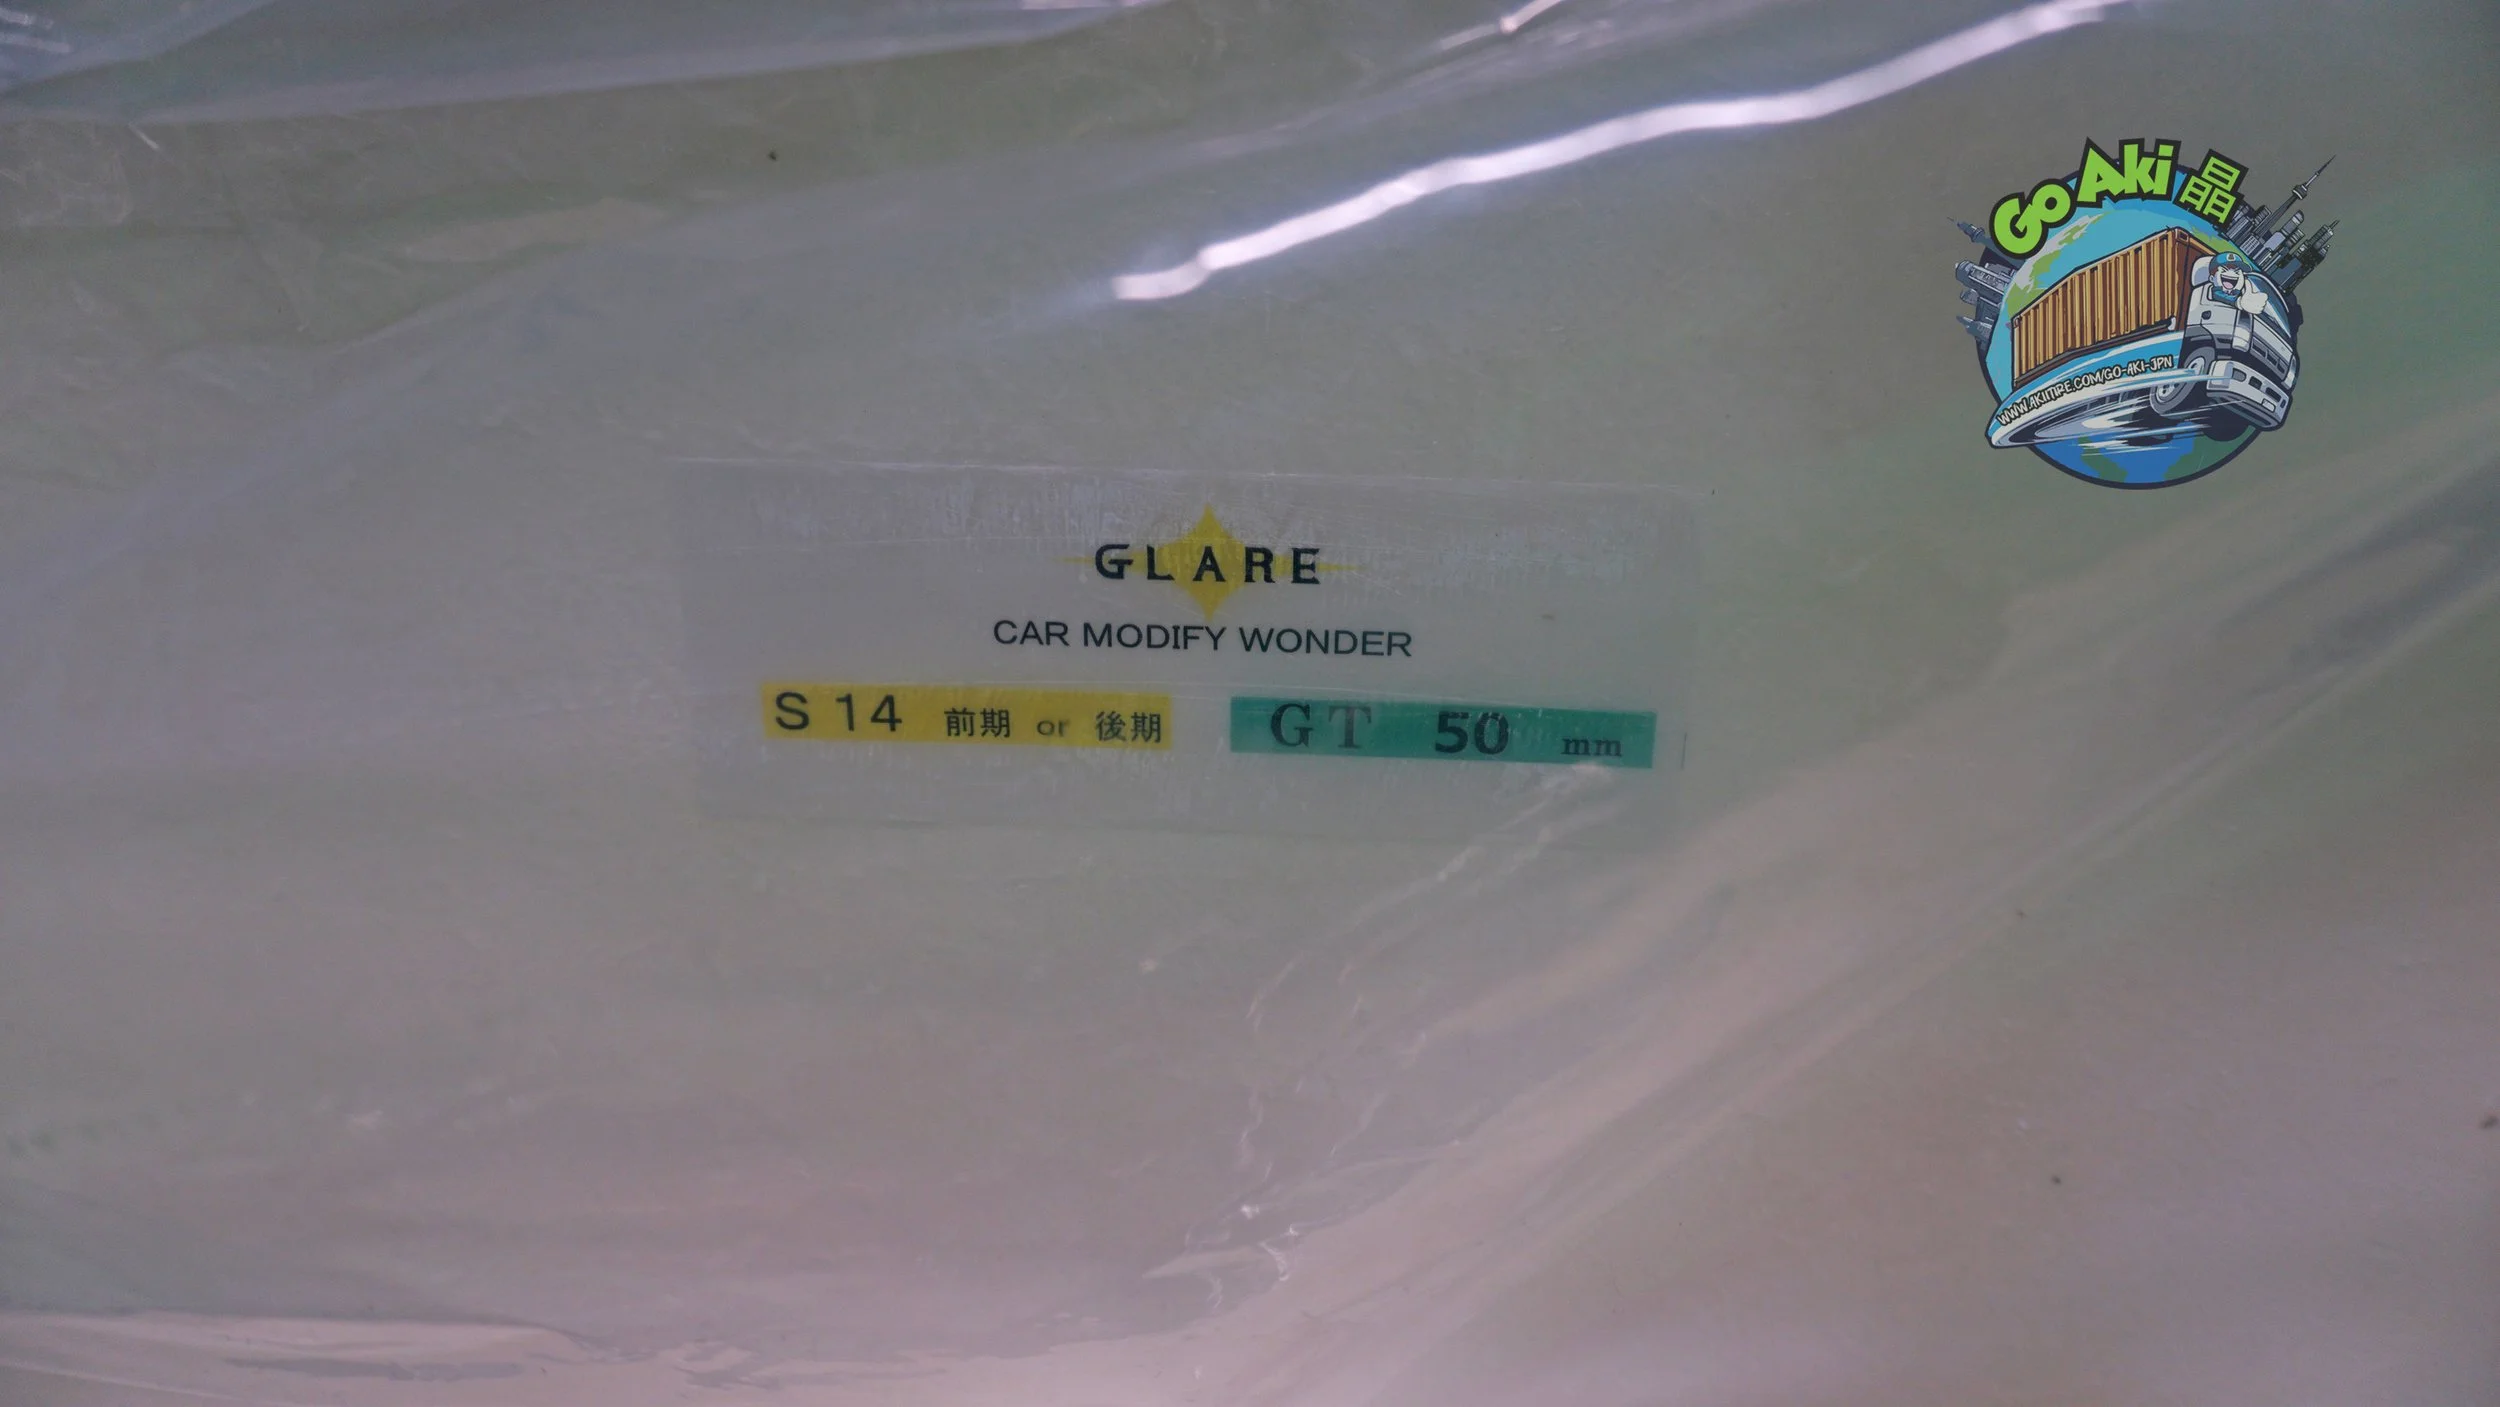 Go Aki 晶
WWW.AKIITIRE.COM/GO-AKI-JPN
GLARE
CAR MODIFY WONDER
S 14 前期 or 後期
GT 50 mm